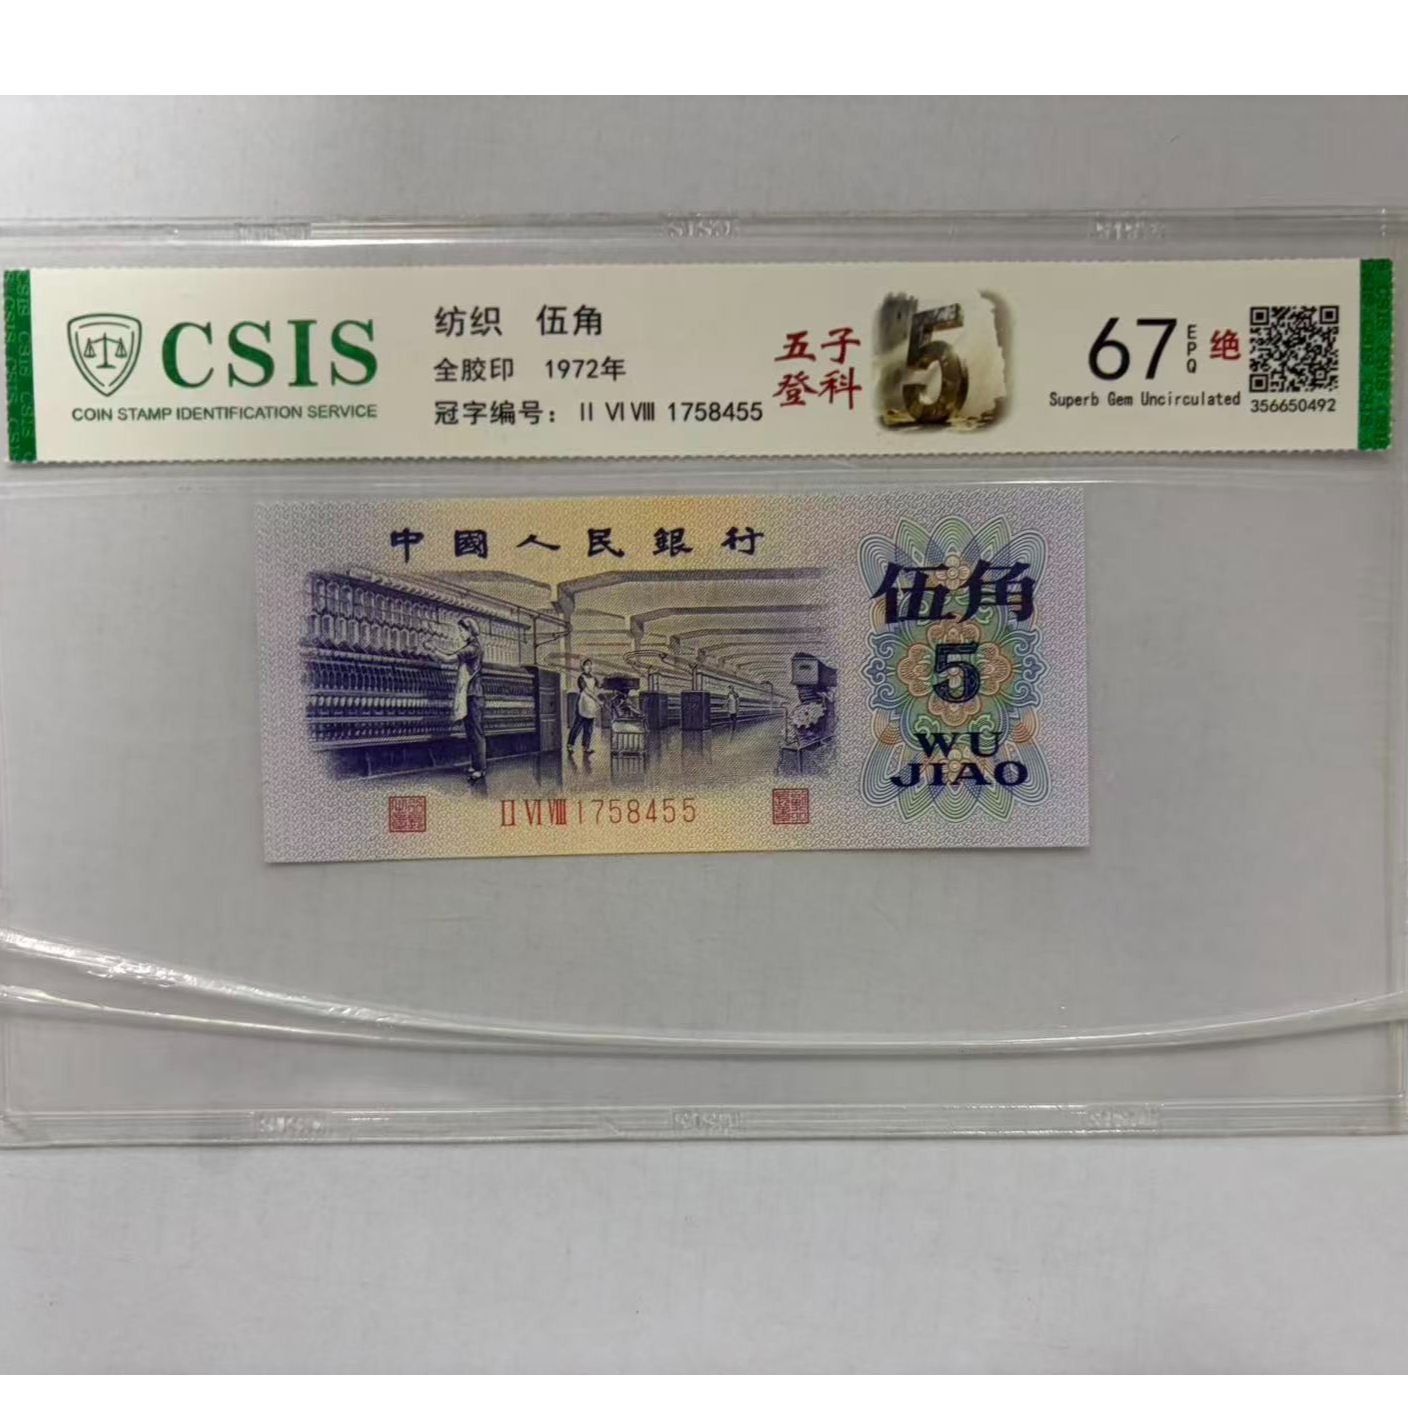 CSIS
COIN STAMP IDENTIFICATION SERVICE
纺织 伍角
全胶印 1972年
冠字编号: II VI VIII 1758455
五子
登科
5
67
EPQ
绝
Superb Gem Uncirculated
356650492
中國人民銀行
伍角
5
WU
JIAO
II VI VIII 1758455